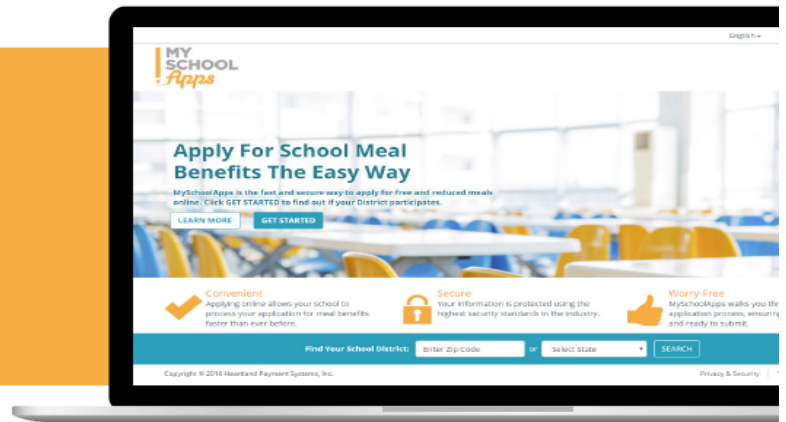 English
MY
SCHOOL
Apps
Apply For School Meal
Benefits The Easy Way
MySchoolApps is the fast and secure way to apply for free and reduced meals
online. Click GET STARTED to find out if your District participates.
LEARN MORE
GET STARTED
Convenient
Applying online allows your school to
process your application for meal benefits
faster than ever before.
Secure
Your information is protected using the
highest security standards in the industry.
Worry-Free
MySchoolApps walks you thr
application process, ensuring
and ready to submit.
Find Your School District: Enter Zip Code or Select State SEARCH
Copyright © 2018 Heartland Payment Systems, Inc.
Privacy & Security